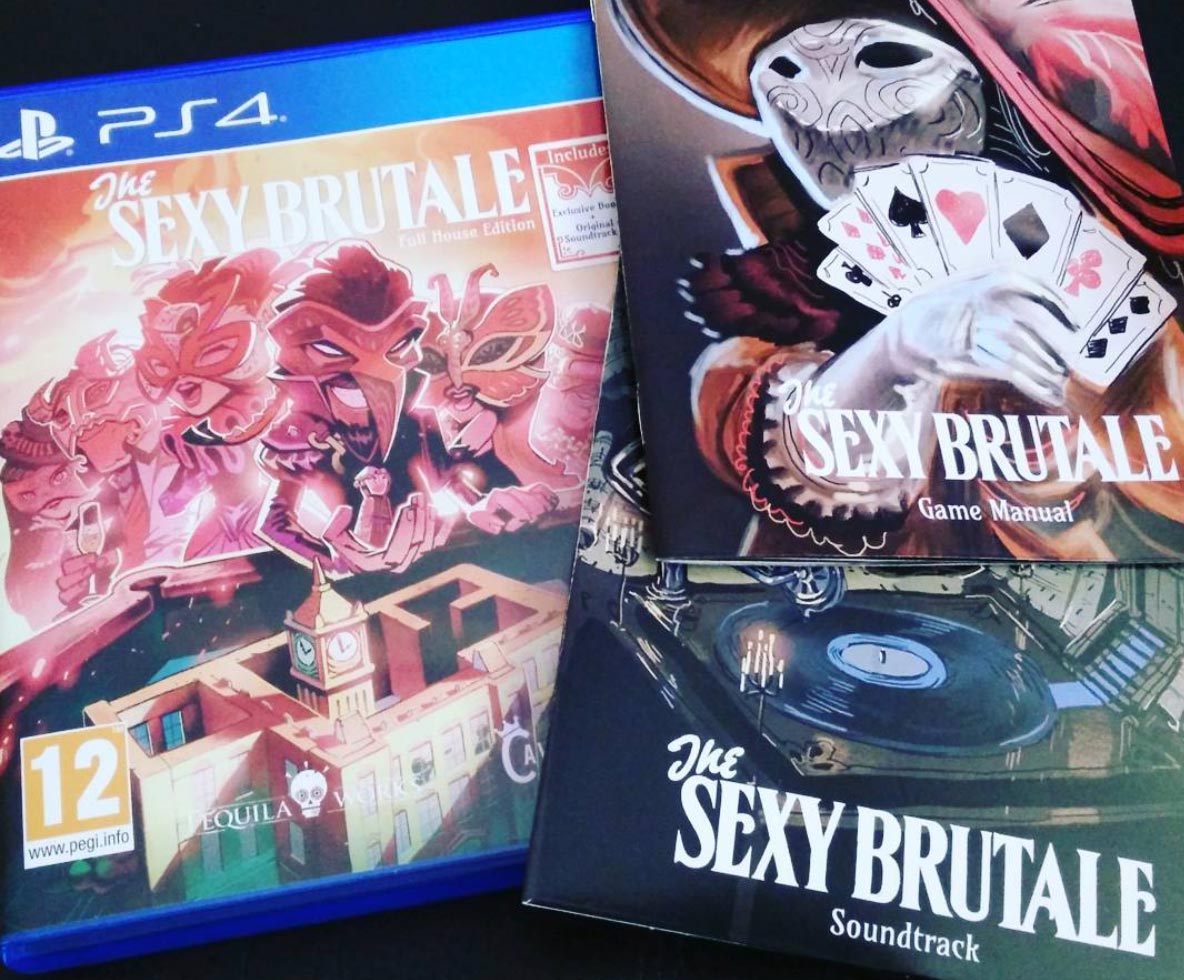 PS4
The
SEXY BRUTALE
Full House Edition
Exclusive
+
Original
Soundtrack
12
www.pegi.info
TEQUILA WORKS
The
SEXY BRUTALE
Game Manual
The
SEXY BRUTALE
Soundtrack